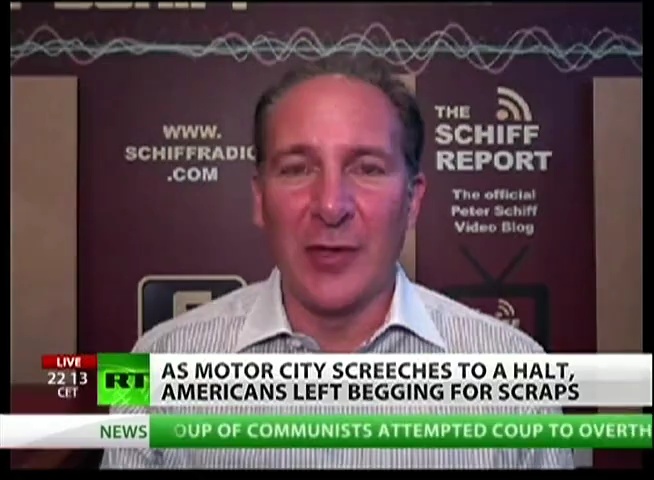 WWW.
SCHIFFRADIO
.COM
THE
SCHIFF
REPORT
The official
Peter Schiff
Video Blog
LIVE
22 13
CET
RT
AS MOTOR CITY SCREECHES TO A HALT,
AMERICANS LEFT BEGGING FOR SCRAPS
NEWS
OUP OF COMMUNISTS ATTEMPTED COUP TO OVERTH